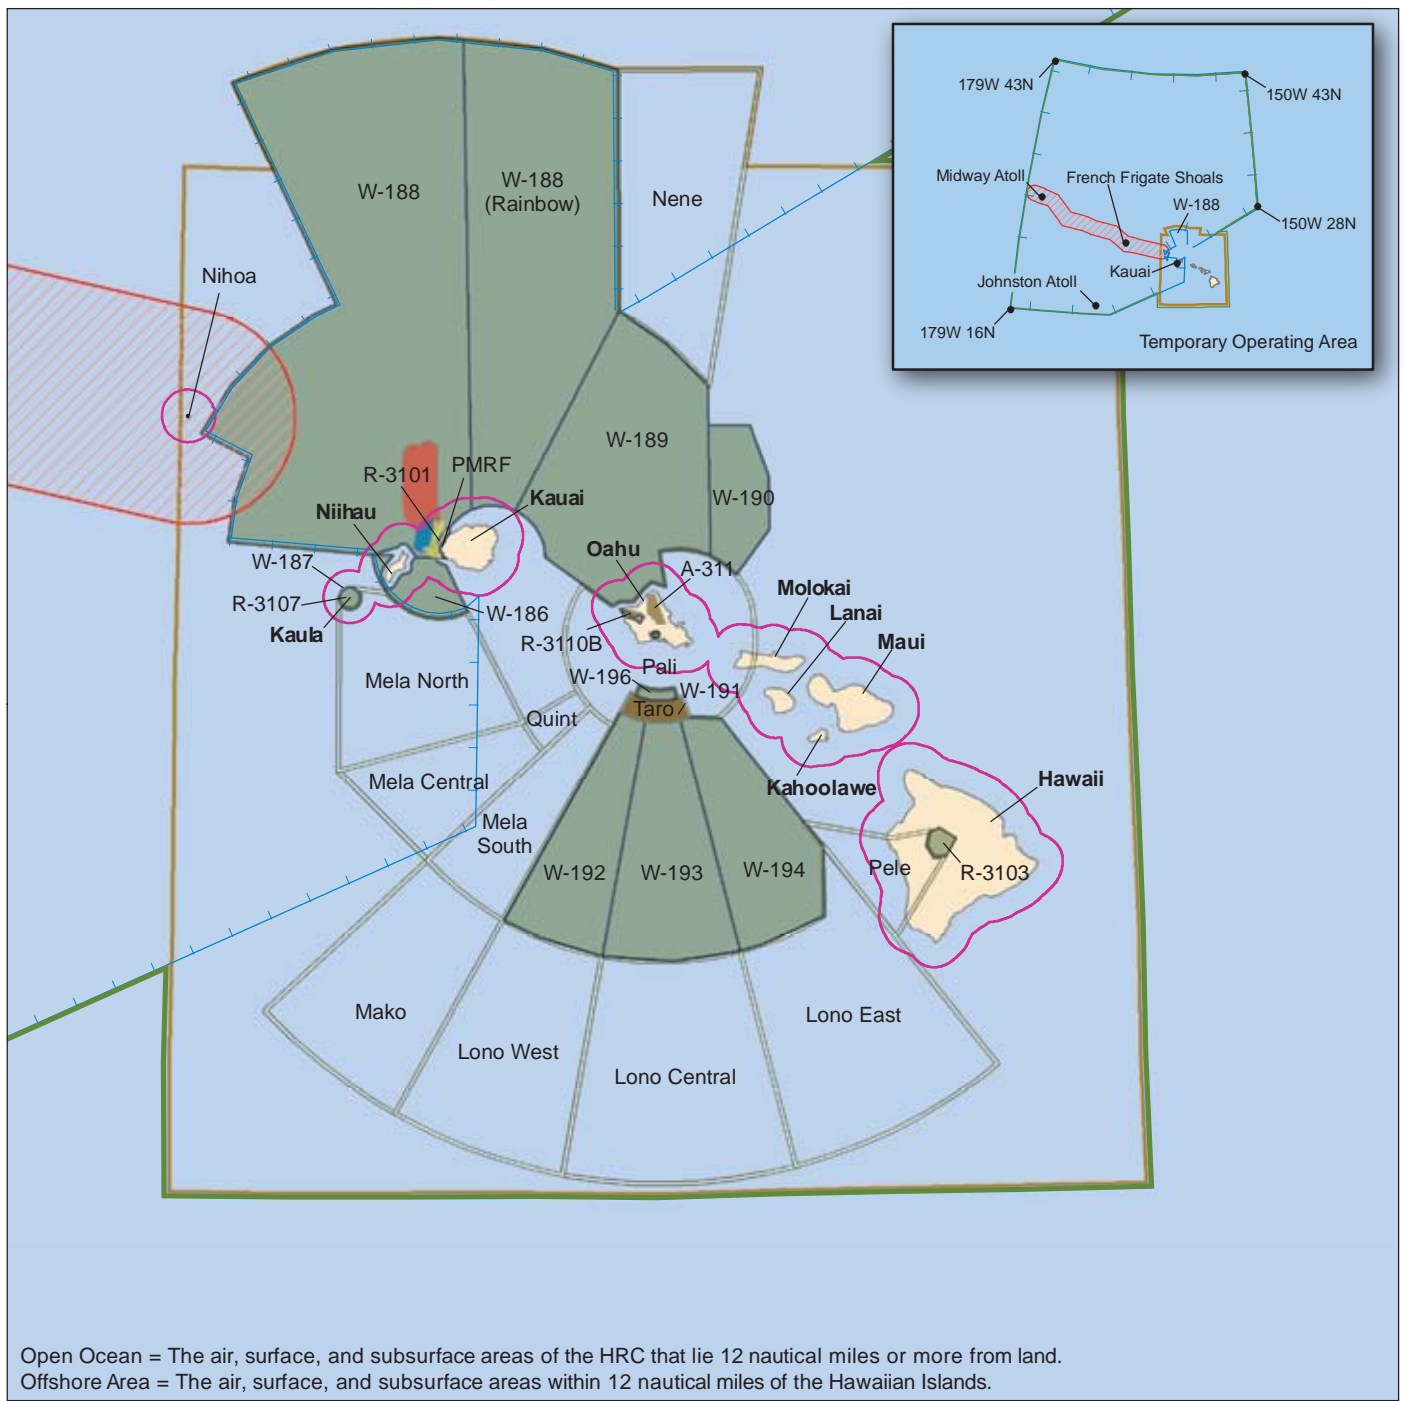 179W 43N
150W 43N
Midway Atoll
French Frigate Shoals
W-188
150W 28N
Kauai
Johnston Atoll
179W 16N
Temporary Operating Area
W-188
W-188
(Rainbow)
Nene
Nihoa
W-189
R-3101
PMRF
W-190
Niihau
Kauai
Oahu
A-311
W-187
R-3107
Kaula
W-186
R-3110B
Molokai
Lanai
Maui
Pali
W-196
W-191
Taro
Mela North
Quint
Mela Central
Mela
South
Kahoolawe
Hawaii
W-192
W-193
W-194
Pele
R-3103
Mako
Lono West
Lono Central
Lono East
Open Ocean = The air, surface, and subsurface areas of the HRC that lie 12 nautical miles or more from land.
Offshore Area = The air, surface, and subsurface areas within 12 nautical miles of the Hawaiian Islands.